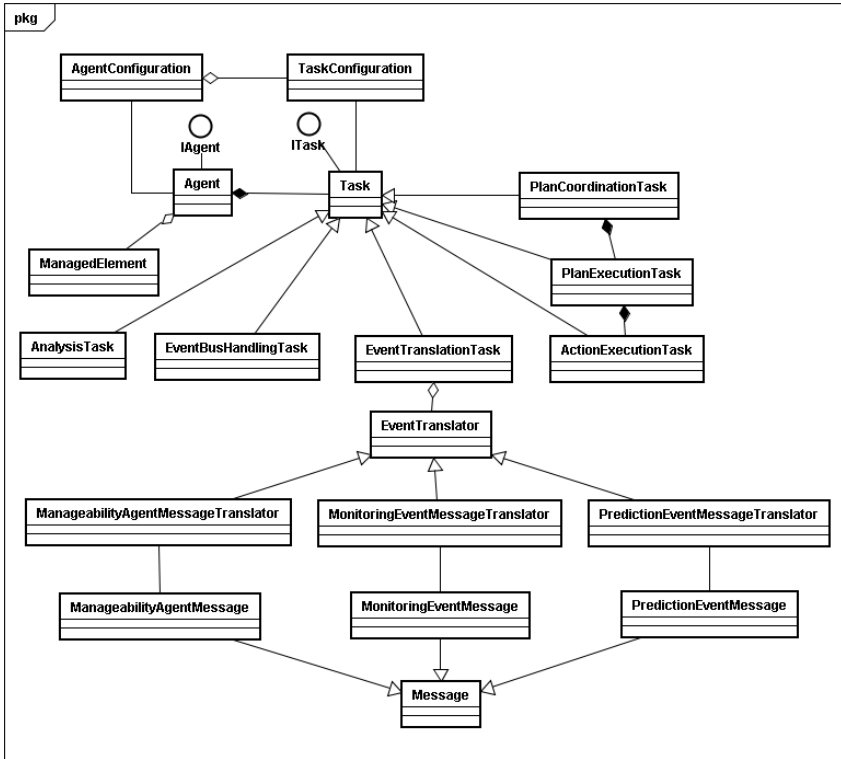 pkg
AgentConfiguration
TaskConfiguration
IAgent
ITask
Agent
Task
PlanCoordinationTask
ManagedElement
PlanExecutionTask
AnalysisTask
EventBusHandlingTask
EventTranslationTask
ActionExecutionTask
EventTranslator
ManageabilityAgentMessageTranslator
MonitoringEventMessageTranslator
PredictionEventMessageTranslator
ManageabilityAgentMessage
MonitoringEventMessage
PredictionEventMessage
Message